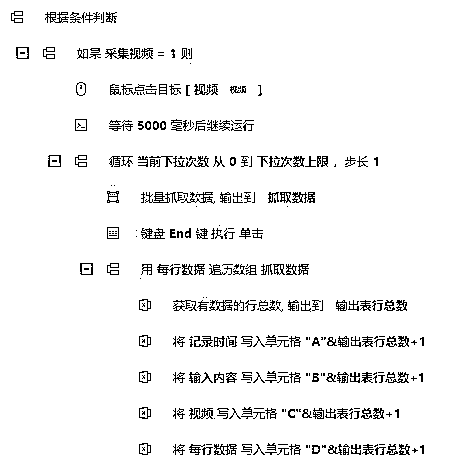 根据条件判断
如果 采集视频 = 1 则
鼠标点击目标 [ 视频 视频 ]
等待 5000 毫秒后继续运行
循环 当前下拉次数 从 0 到 下拉次数上限 ，步长 1
批量抓取数据, 输出到 抓取数据
键盘 End 键 执行 单击
用 每行数据 遍历数组 抓取数据
获取有数据的行总数, 输出到 输出表行总数
将 记录时间 写入单元格 "A"&输出表行总数+1
将 输入内容 写入单元格 "B"&输出表行总数+1
将 视频 写入单元格 "C"&输出表行总数+1
将 每行数据 写入单元格 "D"&输出表行总数+1